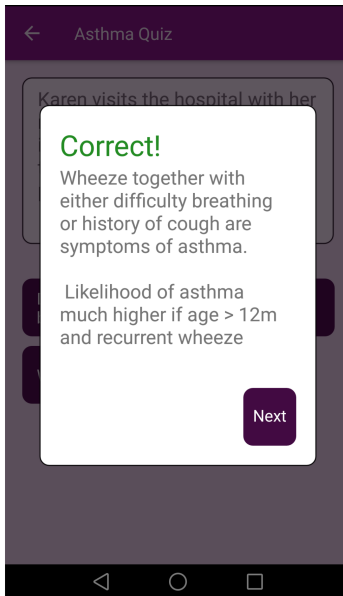 Asthma Quiz
Karen visits the hospital with her
Correct!
Wheeze together with
either difficulty breathing
or history of cough are
symptoms of asthma.
Likelihood of asthma
much higher if age > 12m
and recurrent wheeze
Next